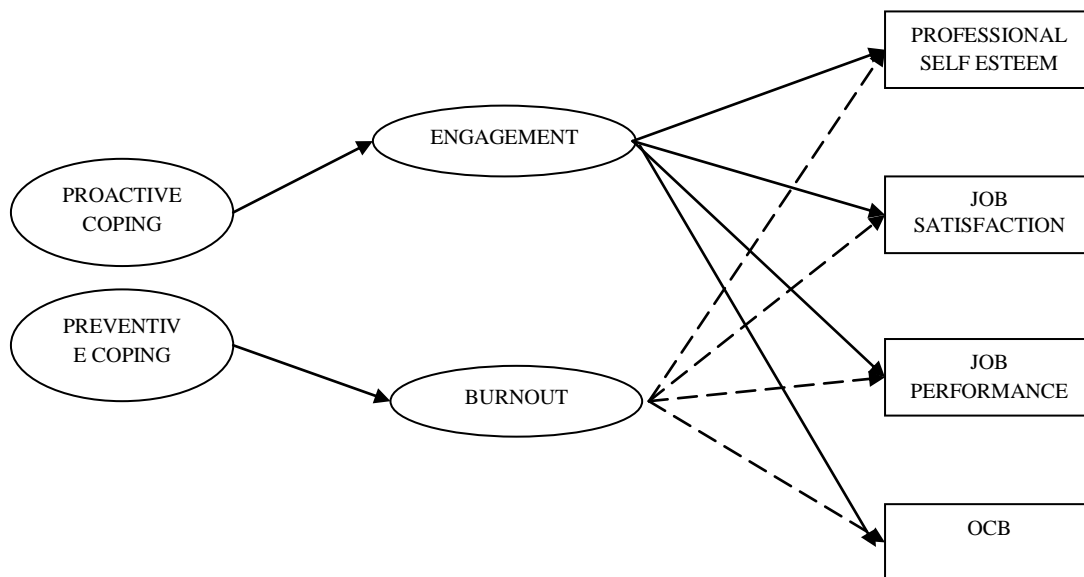 PROFESSIONAL
SELF ESTEEM
ENGAGEMENT
PROACTIVE
COPING
JOB
SATISFACTION
PREVENTIV
E COPING
JOB
PERFORMANCE
BURNOUT
OCB